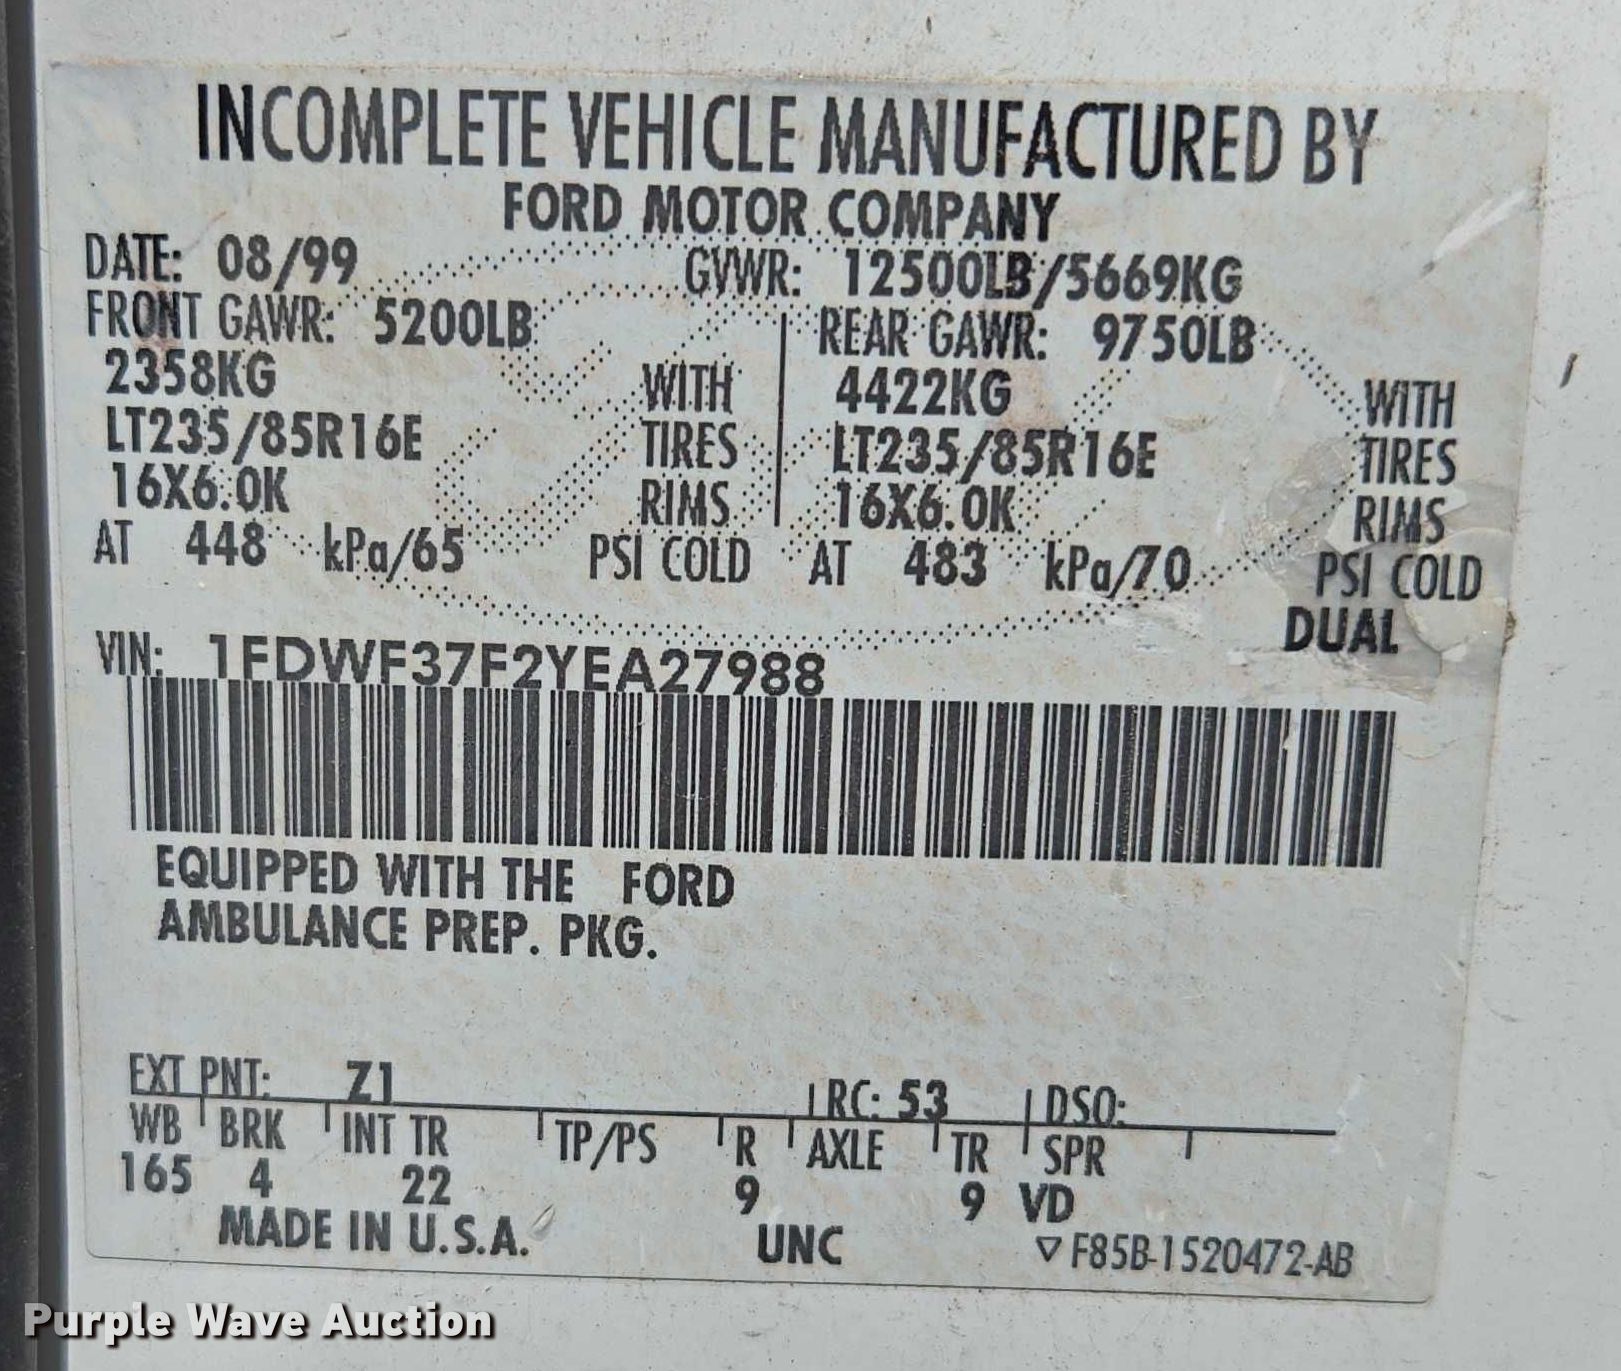 INCOMPLETE VEHICLE MANUFACTURED BY
FORD MOTOR COMPANY
DATE: 08/99 GVWR: 12500LB/5669KG
FRONT GAWR: 5200LB REAR GAWR: 9750LB
2358KG WITH 4422KG WITH
LT235/85R16E TIRES LT235/85R16E TIRES
16X6.0K RIMS 16X6.0K RIMS
AT 448 kPa/65 PSI COLD AT 483 kPa/70 PSI COLD
DUAL
VIN: 1FDWF37F2YEA27988
EQUIPPED WITH THE FORD
AMBULANCE PREP. PKG.
EXT PNT: Z1 RC: 53 DSO:
WB BRK INT TR TP/PS R AXLE TR SPR
165 4 22 9 9 VD
MADE IN U.S.A. UNC ▽ F85B-1520472-AB
Purple Wave Auction